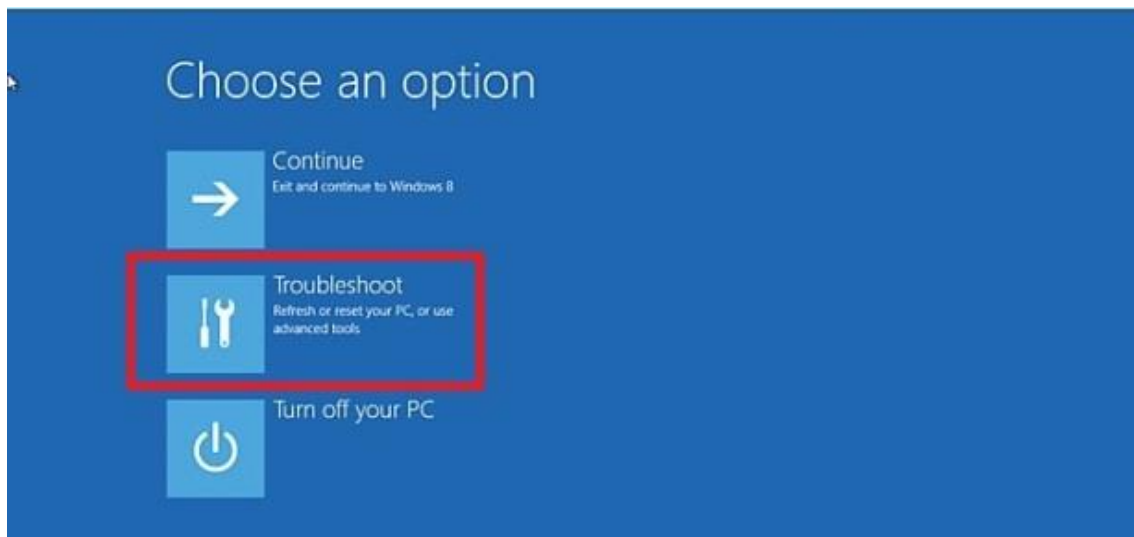 Choose an option
Continue
Exit and continue to Windows 8
Troubleshoot
Refresh or reset your PC, or use
advanced tools
Turn off your PC